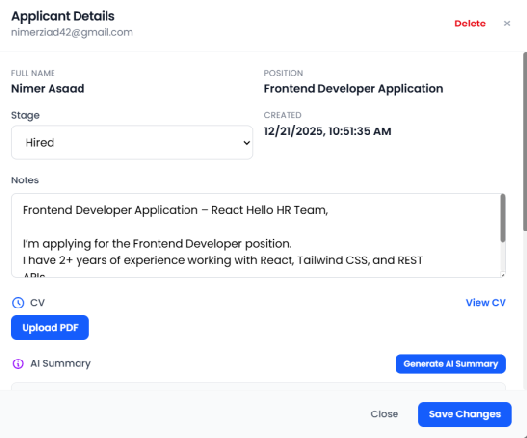 Applicant Details
nimerziad42@gmail.com
Delete ×
FULL NAME
Nimer Asaad
POSITION
Frontend Developer Application
Stage
Hired
CREATED
12/21/2025, 10:51:35 AM
Notes
Frontend Developer Application – React Hello HR Team,
I'm applying for the Frontend Developer position.
I have 2+ years of experience working with React, Tailwind CSS, and REST
APIs
CV
View CV
Upload PDF
AI Summary
Generate AI Summary
Close
Save Changes